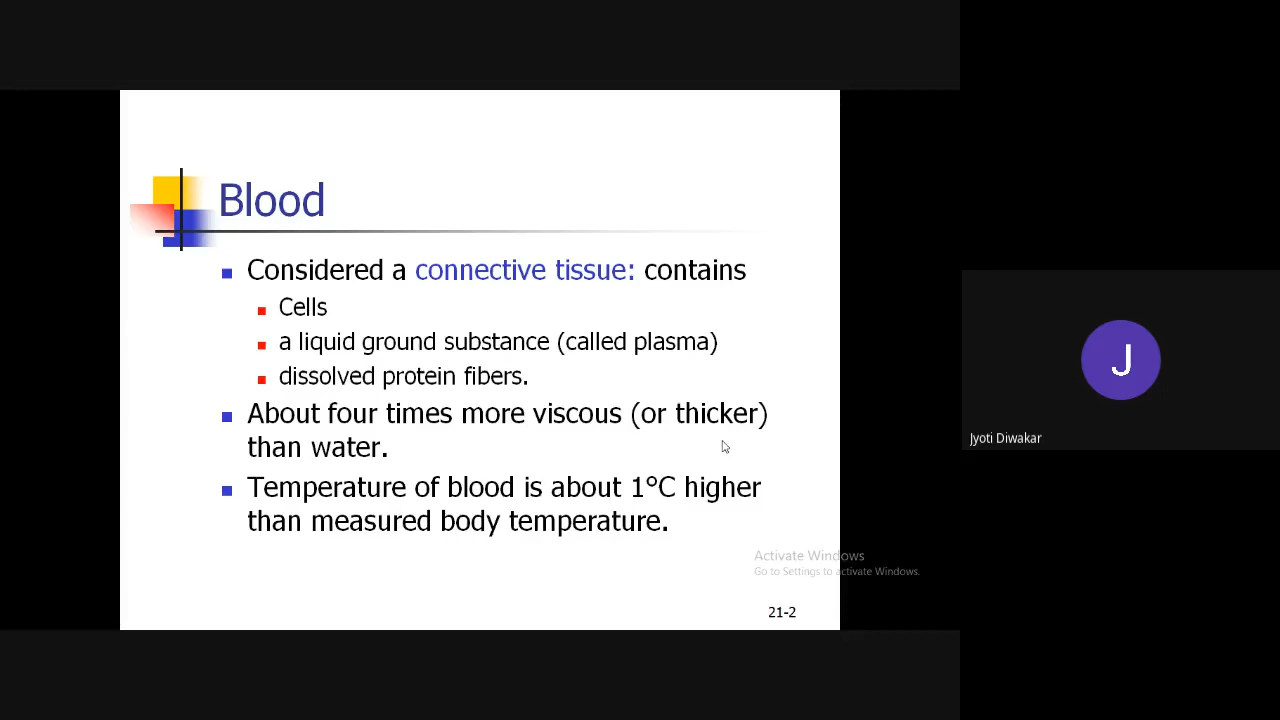 Blood
Considered a connective tissue: contains
Cells
a liquid ground substance (called plasma)
dissolved protein fibers.
About four times more viscous (or thicker)
than water.
Temperature of blood is about 1°C higher
than measured body temperature.
Activate Windows
Go to Settings to activate Windows.
21-2
J
Jyoti Diwakar